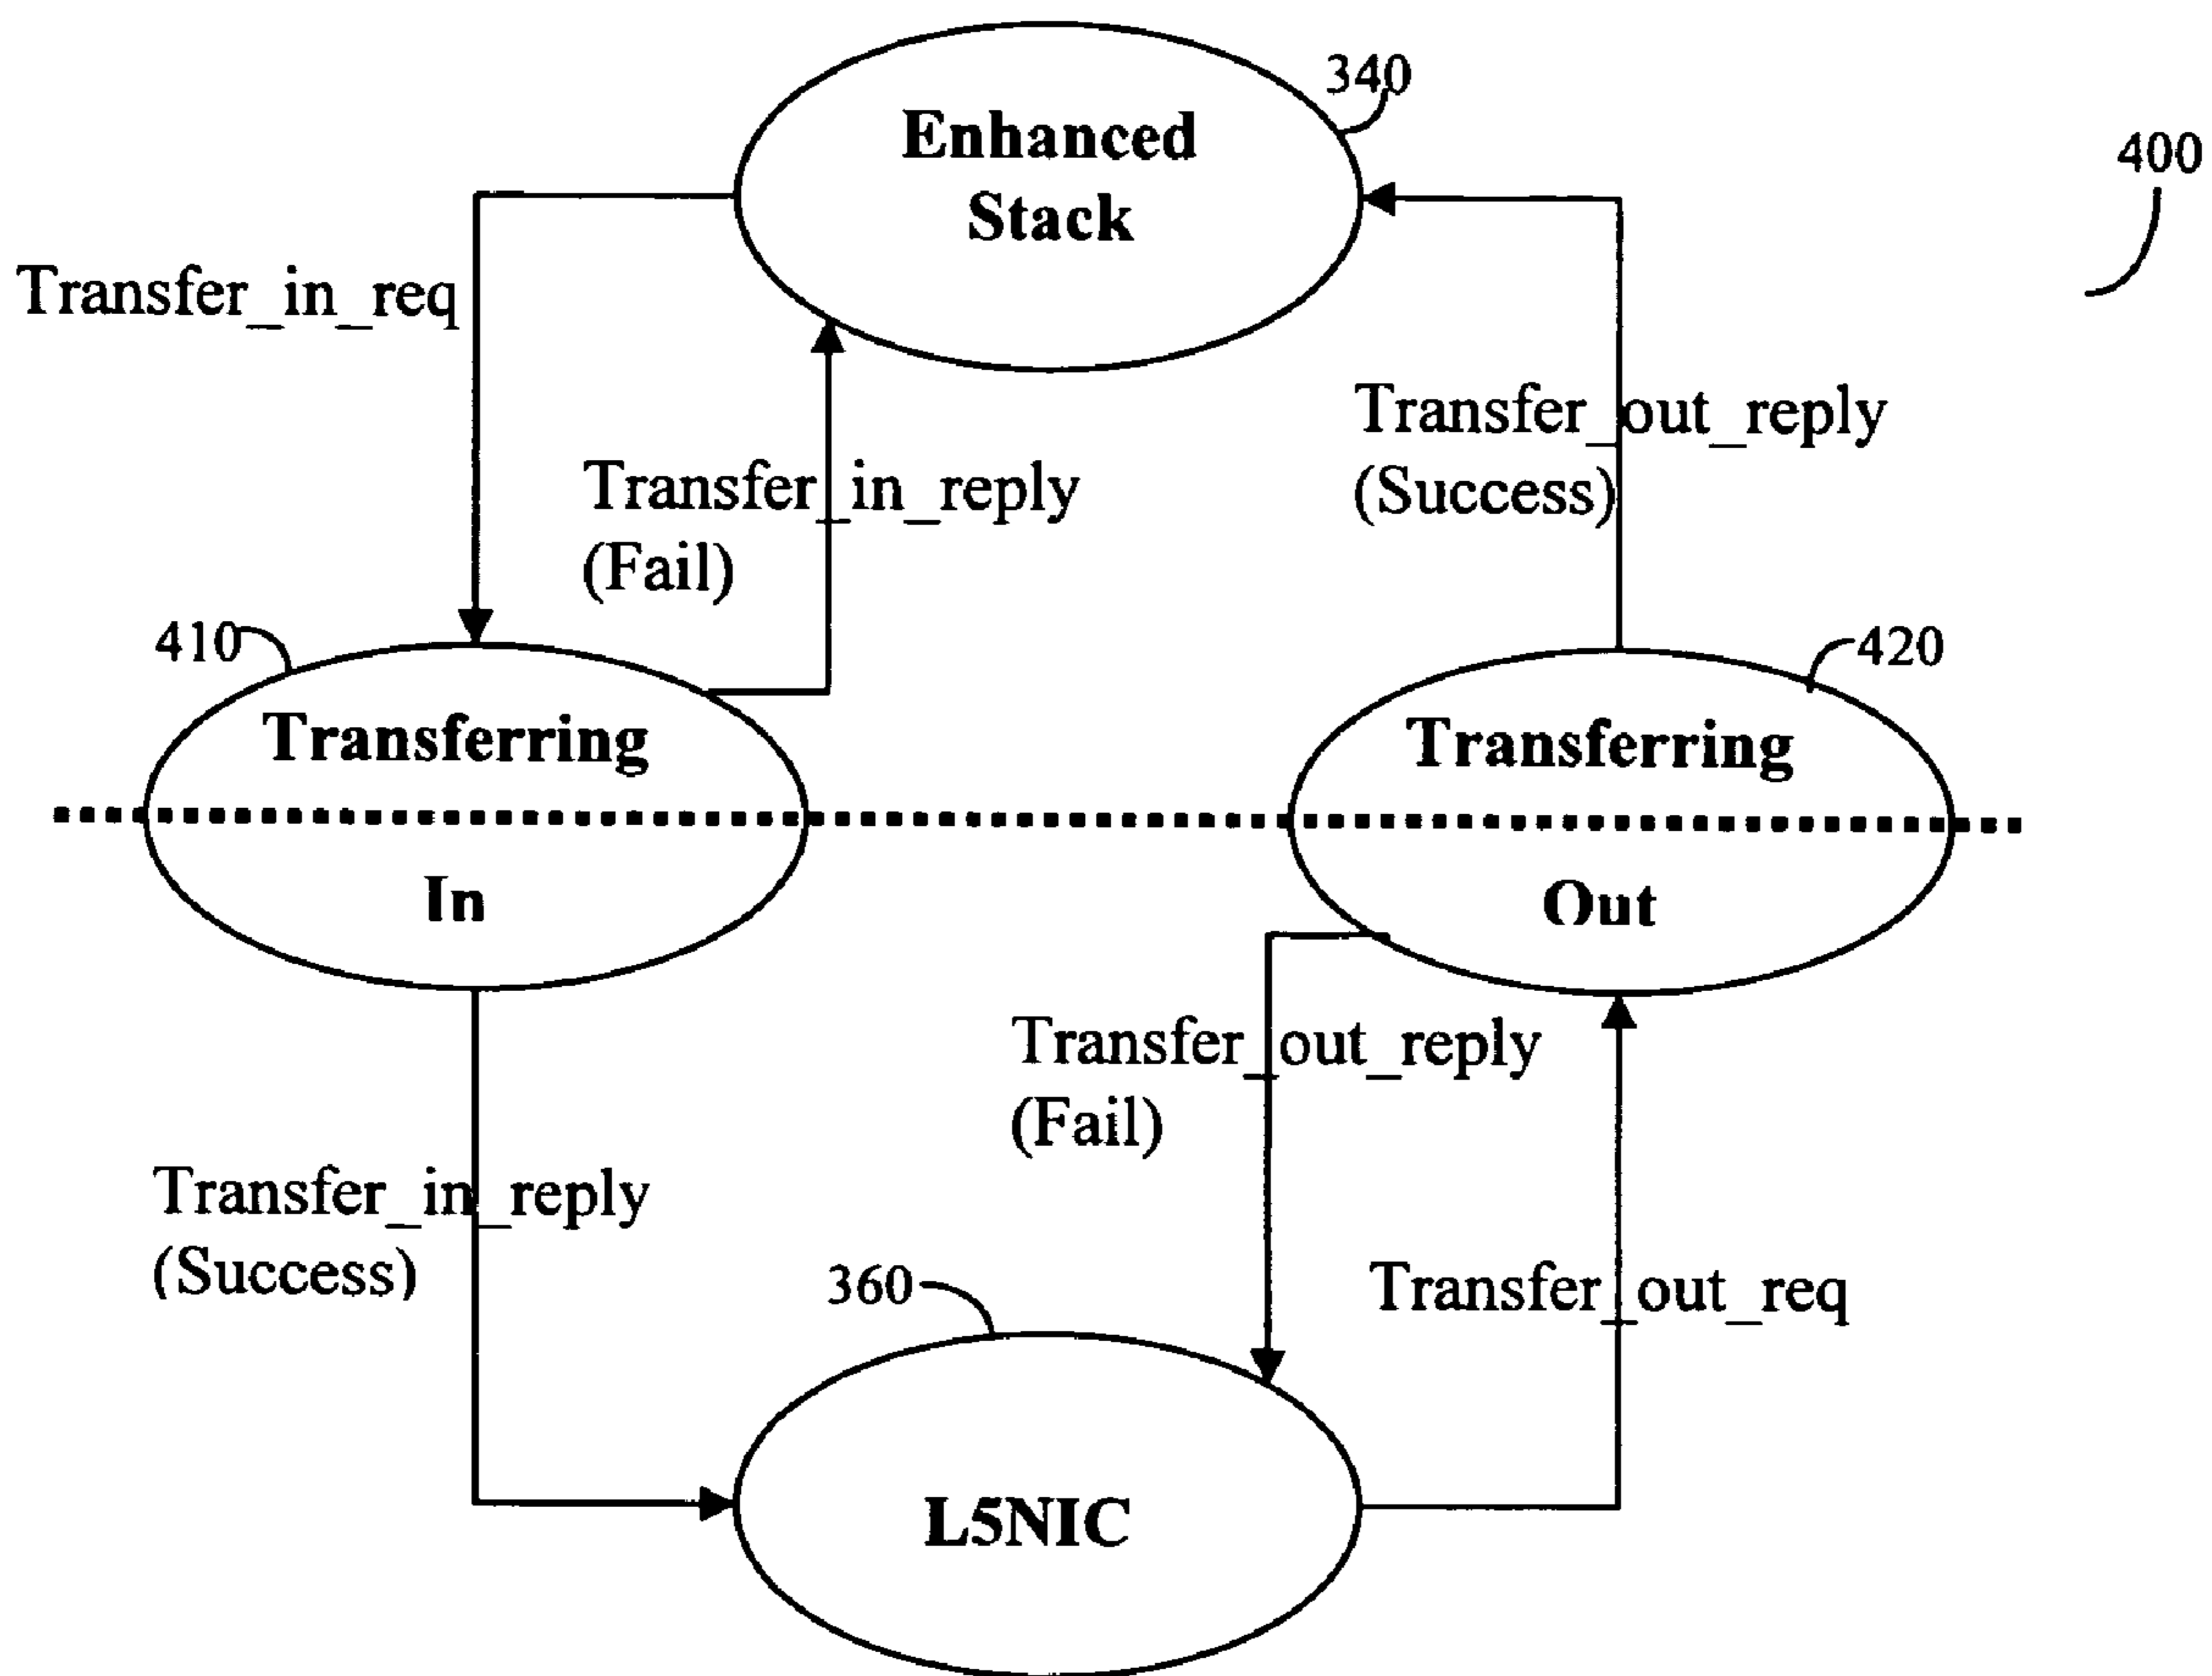 340
Enhanced
Stack
400
Transfer_in_req
Transfer_out_reply
(Success)
Transfer_in_reply
(Fail)
410
420
Transferring
In
Transferring
Out
Transfer_out_reply
(Fail)
Transfer_in_reply
(Success)
360
Transfer_out_req
L5NIC